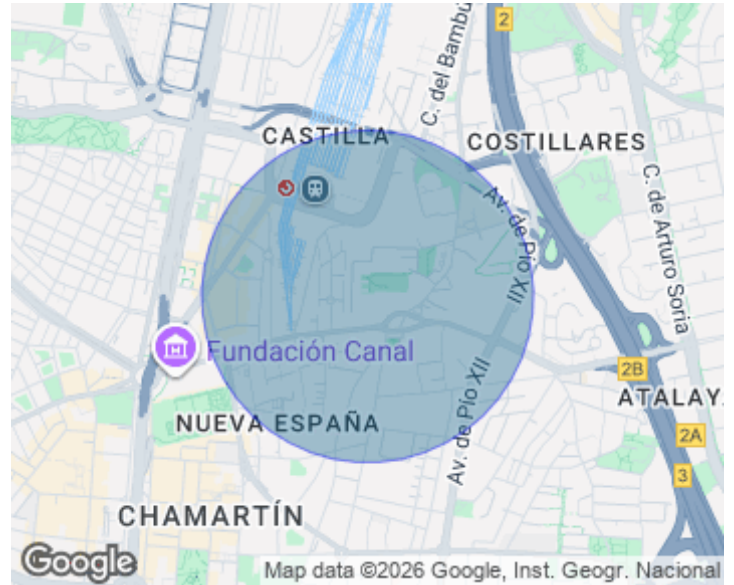 2
C. del Bambú
CASTILLA
COSTILLARES
C. de Arturo Soria
Av. de Pío XII
Fundación Canal
2B
ATALAY
NUEVA ESPAÑA
Av. de Pío XII
2A
3
CHAMARTÍN
Google
Map data ©2026 Google, Inst. Geogr. Nacional